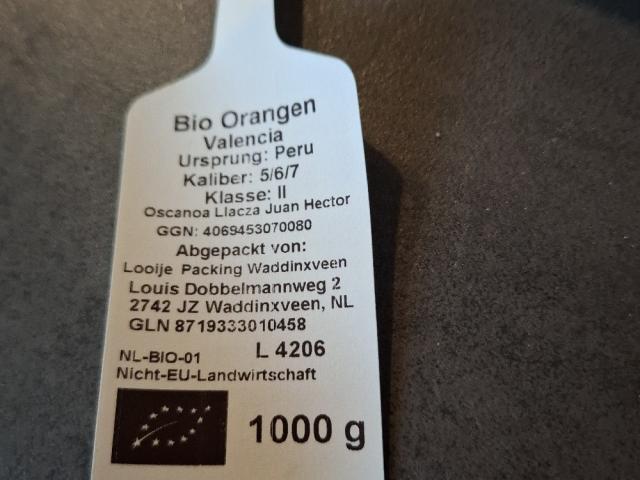 Bio Orangen
Valencia
Ursprung: Peru
Kaliber: 5/6/7
Klasse: II
Oscanoa Llacza Juan Hector
GGN: 4069453070080
Abgepackt von:
Looije Packing Waddinxveen
Louis Dobbelmannweg 2
2742 JZ Waddinxveen, NL
GLN 8719333010458
NL-BIO-01 L 4206
Nicht-EU-Landwirtschaft
1000 g